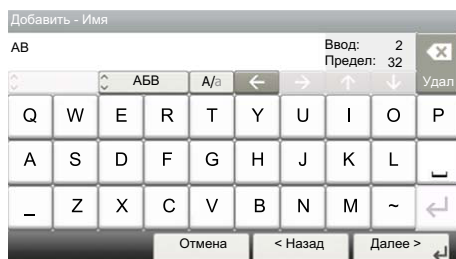 Добавить - Имя
AB
Ввод: 2
Предел: 32
АБВ A/a Удал
Q W E R T Y U I O P
A S D F G H J K L
_ Z X C V B N M ~
Отмена < Назад Далее >